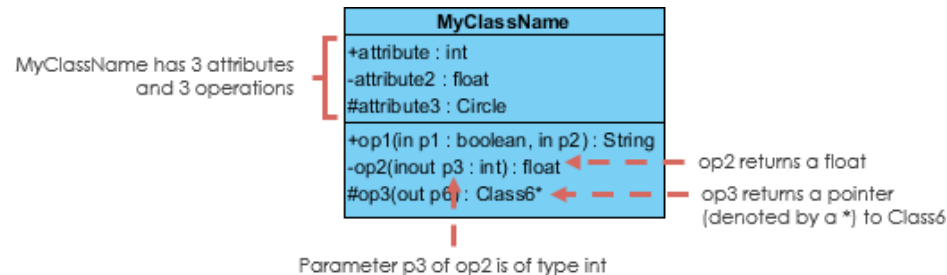 MyClassName
+attribute : int
-attribute2 : float
#attribute3 : Circle
+op1(in p1 : boolean, in p2) : String
-op2(inout p3 : int) : float
#op3(out p6) : Class6*
MyClassName has 3 attributes
and 3 operations
op2 returns a float
op3 returns a pointer
(denoted by a *) to Class6
Parameter p3 of op2 is of type int